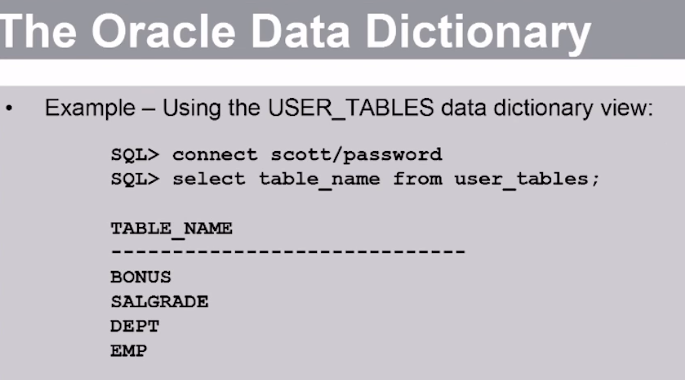 The Oracle Data Dictionary
• Example – Using the USER_TABLES data dictionary view:
SQL> connect scott/password
SQL> select table_name from user_tables;
TABLE_NAME
------------------------------
BONUS
SALGRADE
DEPT
EMP